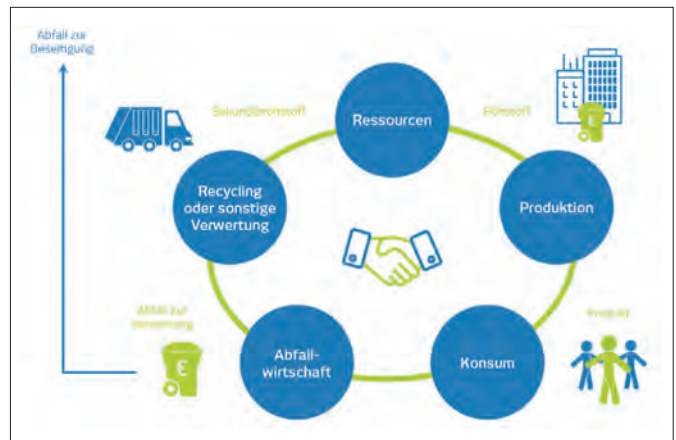 Abfall zur
Beseitigung
Sekundärrohstoff
Ressourcen
Rohstoff
Recycling
oder sonstige
Verwertung
Produktion
€
Abfall zur
Verwertung
€
Abfall-
wirtschaft
Konsum
Produkt